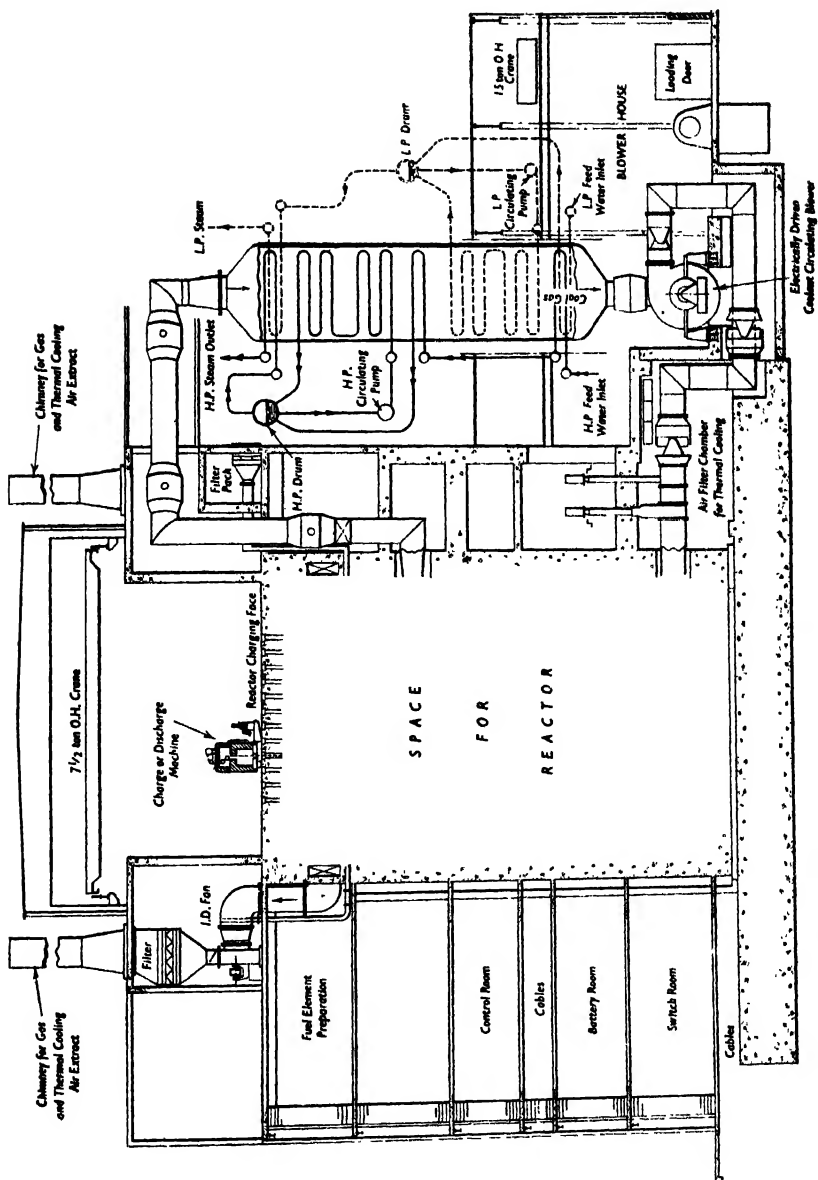 Chimney for Gas
and Thermal Cooling
Air Extract
7 1/2 ton O.H. Crane
Chimney for Gas
and Thermal Cooling
Air Extract
Filter
I.D. Fan
Charge or Discharge
Machine
Reactor Charging Face
Filter
Pack
H.P. Drum
H.P. Steam Outlet
L.P. Steam
H.P.
Circulating
Pump
L.P. Drum
15 ton O H
Crane
L.P.
Circulating
Pump
Cool Gas
H.P. Feed
Water Inlet
L.P. Feed
Water Inlet
BLOWER HOUSE
Loading
Door
Fuel Element
Preparation
Control Room
Cables
Battery Room
Switch Room
Cables
SPACE
FOR
REACTOR
Air Filter Chamber
for Thermal Cooling
Electrically Driven
Coolant Circulating Blower